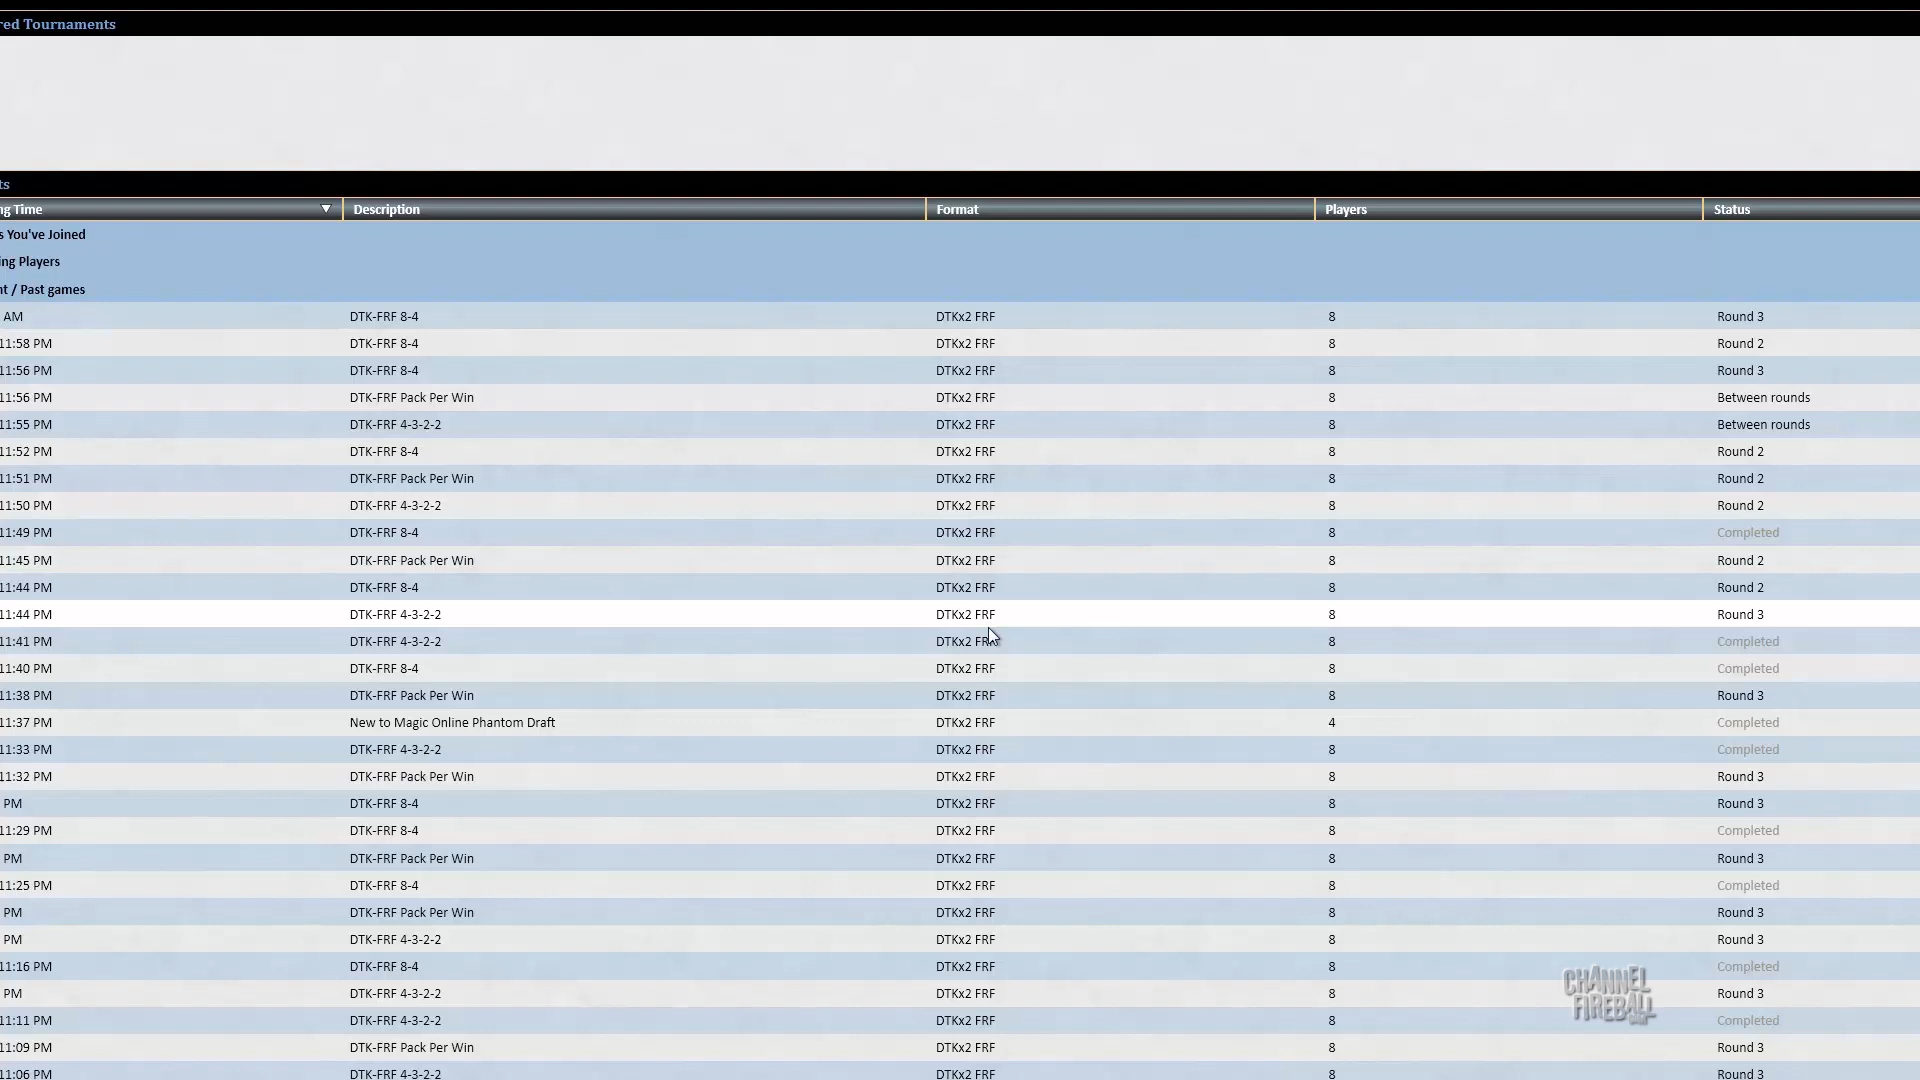 red Tournaments
ts
ng Time Description Format Players Status
s You've Joined
ing Players
nt / Past games
AM DTK-FRF 8-4 DTKx2 FRF 8 Round 3
11:58 PM DTK-FRF 8-4 DTKx2 FRF 8 Round 2
11:56 PM DTK-FRF 8-4 DTKx2 FRF 8 Round 3
11:56 PM DTK-FRF Pack Per Win DTKx2 FRF 8 Between rounds
11:55 PM DTK-FRF 4-3-2-2 DTKx2 FRF 8 Between rounds
11:52 PM DTK-FRF 8-4 DTKx2 FRF 8 Round 2
11:51 PM DTK-FRF Pack Per Win DTKx2 FRF 8 Round 2
11:50 PM DTK-FRF 4-3-2-2 DTKx2 FRF 8 Round 2
11:49 PM DTK-FRF 8-4 DTKx2 FRF 8 Completed
11:45 PM DTK-FRF Pack Per Win DTKx2 FRF 8 Round 2
11:44 PM DTK-FRF 8-4 DTKx2 FRF 8 Round 2
11:44 PM DTK-FRF 4-3-2-2 DTKx2 FRF 8 Round 3
11:41 PM DTK-FRF 4-3-2-2 DTKx2 FRF 8 Completed
11:40 PM DTK-FRF 8-4 DTKx2 FRF 8 Completed
11:38 PM DTK-FRF Pack Per Win DTKx2 FRF 8 Round 3
11:37 PM New to Magic Online Phantom Draft DTKx2 FRF 4 Completed
11:33 PM DTK-FRF 4-3-2-2 DTKx2 FRF 8 Completed
11:32 PM DTK-FRF Pack Per Win DTKx2 FRF 8 Round 3
PM DTK-FRF 8-4 DTKx2 FRF 8 Round 3
11:29 PM DTK-FRF 8-4 DTKx2 FRF 8 Completed
PM DTK-FRF Pack Per Win DTKx2 FRF 8 Round 3
11:25 PM DTK-FRF 8-4 DTKx2 FRF 8 Completed
PM DTK-FRF Pack Per Win DTKx2 FRF 8 Round 3
PM DTK-FRF 4-3-2-2 DTKx2 FRF 8 Round 3
11:16 PM DTK-FRF 8-4 DTKx2 FRF 8 Completed
PM DTK-FRF 4-3-2-2 DTKx2 FRF 8 Round 3
11:11 PM DTK-FRF 4-3-2-2 DTKx2 FRF 8 Completed
11:09 PM DTK-FRF Pack Per Win DTKx2 FRF 8 Round 3
11:06 PM DTK-FRF 4-3-2-2 DTKx2 FRF 8 Round 3
CHANNEL
FIREBALL